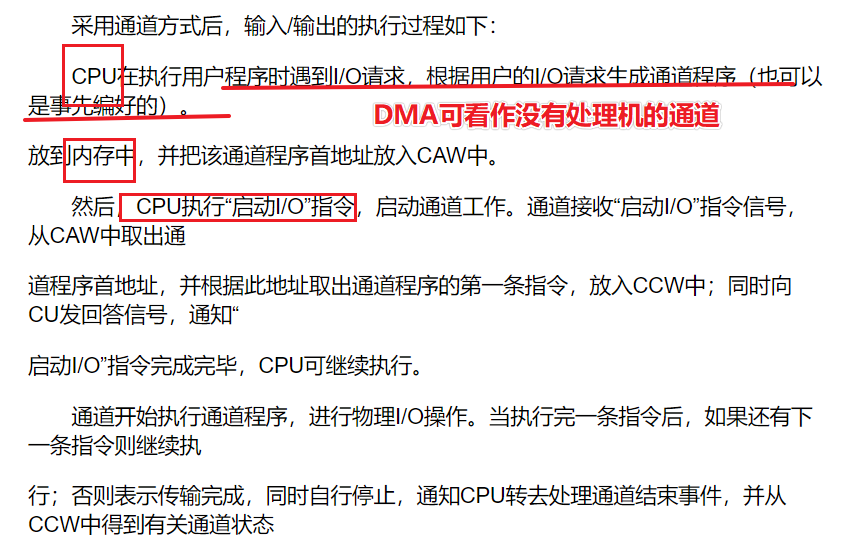 采用通道方式后，输入/输出的执行过程如下：
CPU在执行用户程序时遇到I/O请求，根据用户的I/O请求生成通道程序（也可以
是事先编好的）。
DMA可看作没有处理机的通道
放到内存中，并把该通道程序首地址放入CAW中。
然后，CPU执行“启动I/O”指令，启动通道工作。通道接收“启动I/O”指令信号，
从CAW中取出通
道程序首地址，并根据此地址取出通道程序的第一条指令，放入CCW中；同时向
CU发回答信号，通知“
启动I/O”指令完成完毕，CPU可继续执行。
通道开始执行通道程序，进行物理I/O操作。当执行完一条指令后，如果还有下
一条指令则继续执
行；否则表示传输完成，同时自行停止，通知CPU转去处理通道结束事件，并从
CCW中得到有关通道状态